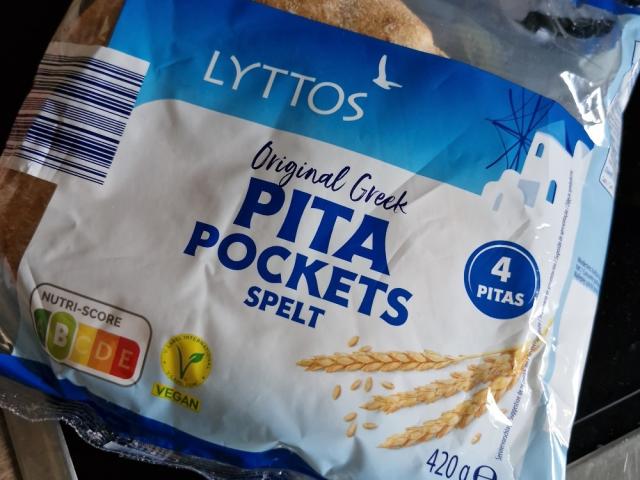 LYTTOS
Original Greek
PITA
POCKETS
SPELT
4
PITAS
NUTRI-SCORE
A B C D E
V
VEGAN
420 g ℮